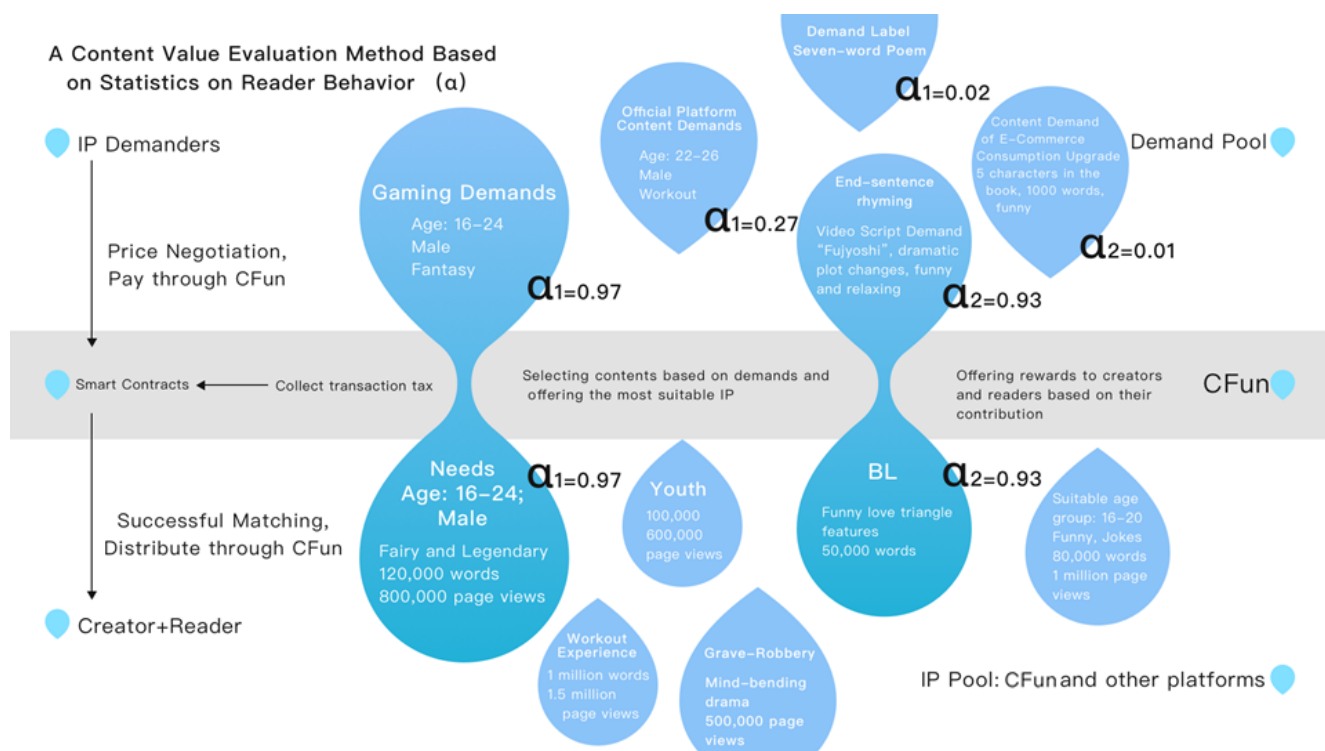 A Content Value Evaluation Method Based
on Statistics on Reader Behavior (α)
IP Demanders
Price Negotiation,
Pay through CFun
Smart Contracts
Collect transaction tax
Successful Matching,
Distribute through CFun
Creator+Reader
Gaming Demands
Age: 16-24
Male
Fantasy
α1=0.97
Official Platform
Content Demands
Age: 22-26
Male
Workout
α1=0.27
Demand Label
Seven-word Poem
α1=0.02
End-sentence
rhyming
Video Script Demand
“Fujyoshi”, dramatic
plot changes, funny
and relaxing
α2=0.93
Content Demand
of E-Commerce
Consumption Upgrade
5 characters in the
book, 1000 words,
funny
α2=0.01
Demand Pool
Selecting contents based on demands and
offering the most suitable IP
Offering rewards to creators
and readers based on their
contribution
CFun
Needs
Age: 16-24;
Male
Fairy and Legendary
120,000 words
800,000 page views
α1=0.97
Youth
100,000
600,000
page views
BL
Funny love triangle
features
50,000 words
α2=0.93
Suitable age
group: 16-20
Funny, Jokes
80,000 words
1 million page
views
Workout
Experience
1 million words
1.5 million
page views
Grave-Robbery
Mind-bending
drama
500,000 page
views
IP Pool: CFun and other platforms